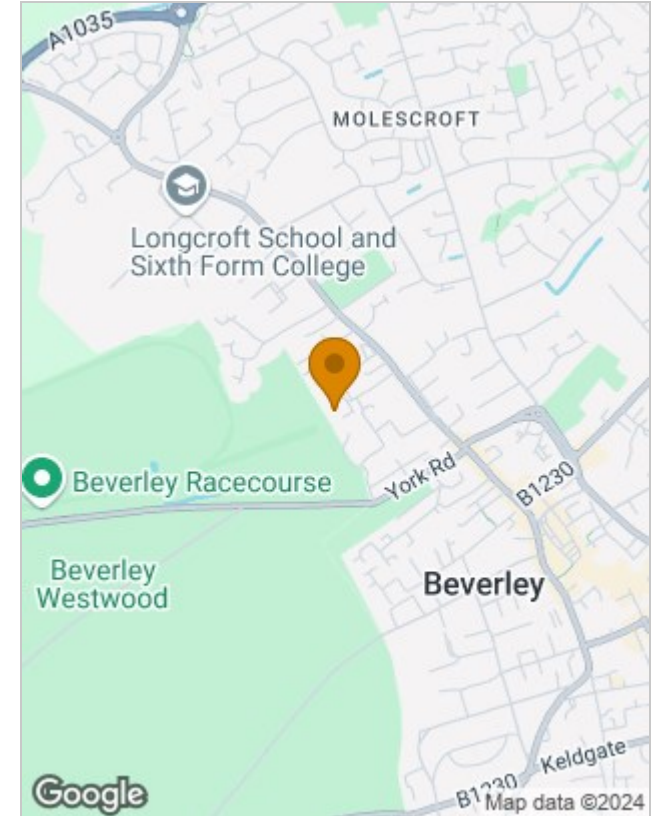 A1035
MOLESCROFT
Longcroft School and
Sixth Form College
Beverley Racecourse
York Rd
B1230
Beverley
Westwood
Beverley
Keldgate
B1230
Google
Map data ©2024